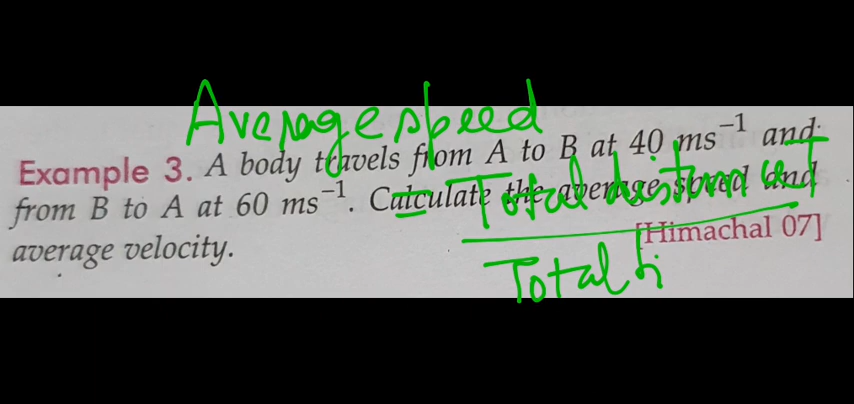 Average speed
Example 3. A body travels from A to B at 40 ms⁻¹ and
from B to A at 60 ms⁻¹. Calculate the average speed and
= Total
average velocity.
[Himachal 07]
Total